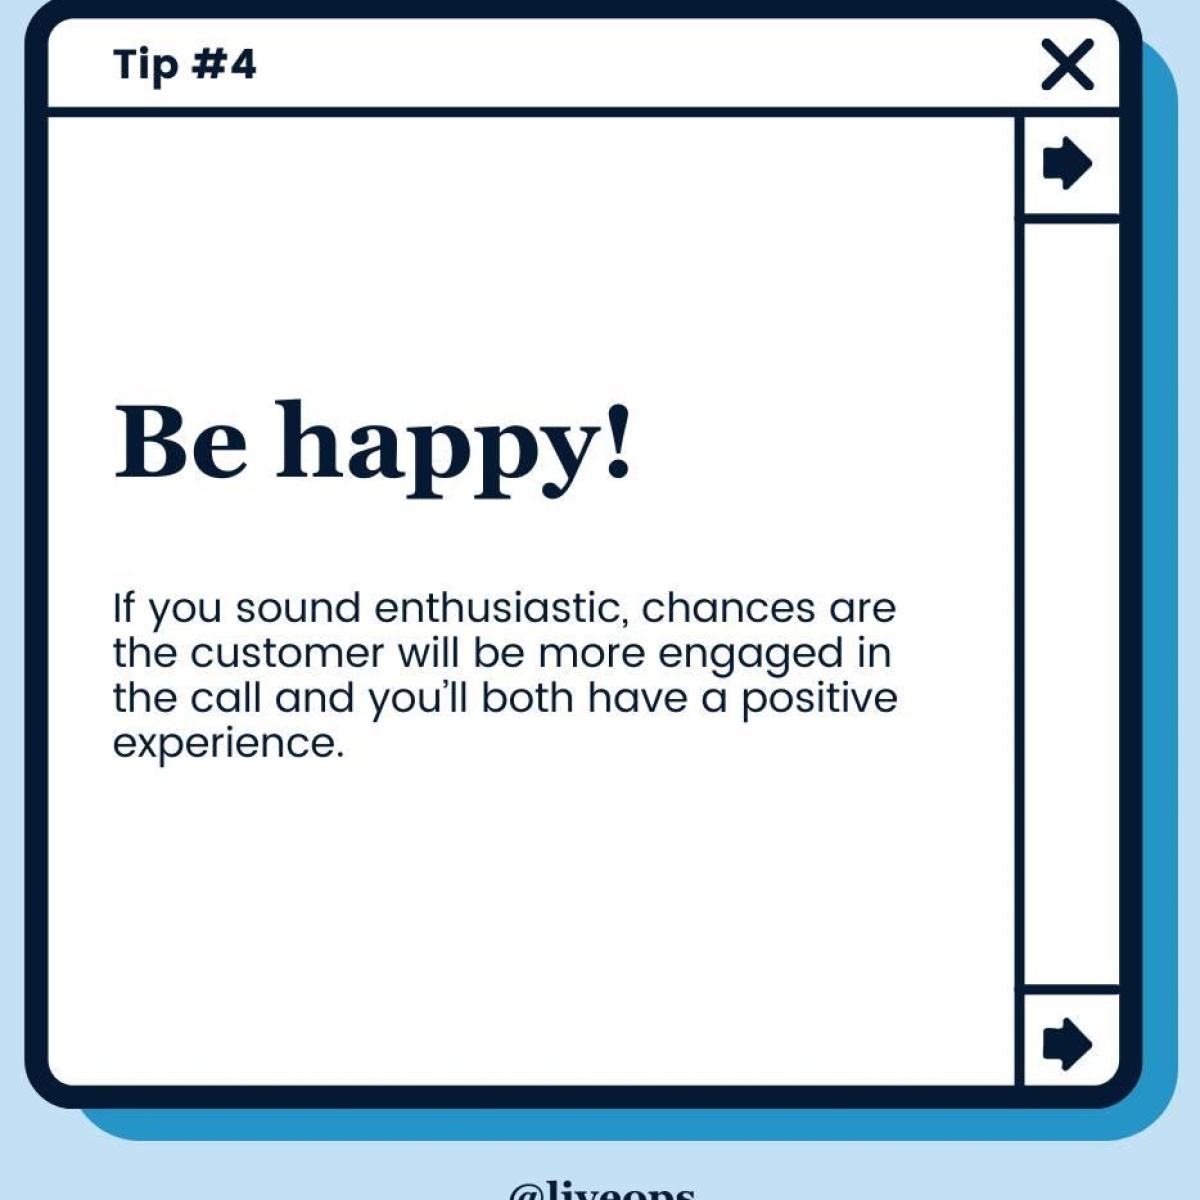 Tip #4
Be happy!
If you sound enthusiastic, chances are
the customer will be more engaged in
the call and you’ll both have a positive
experience.
@liveops